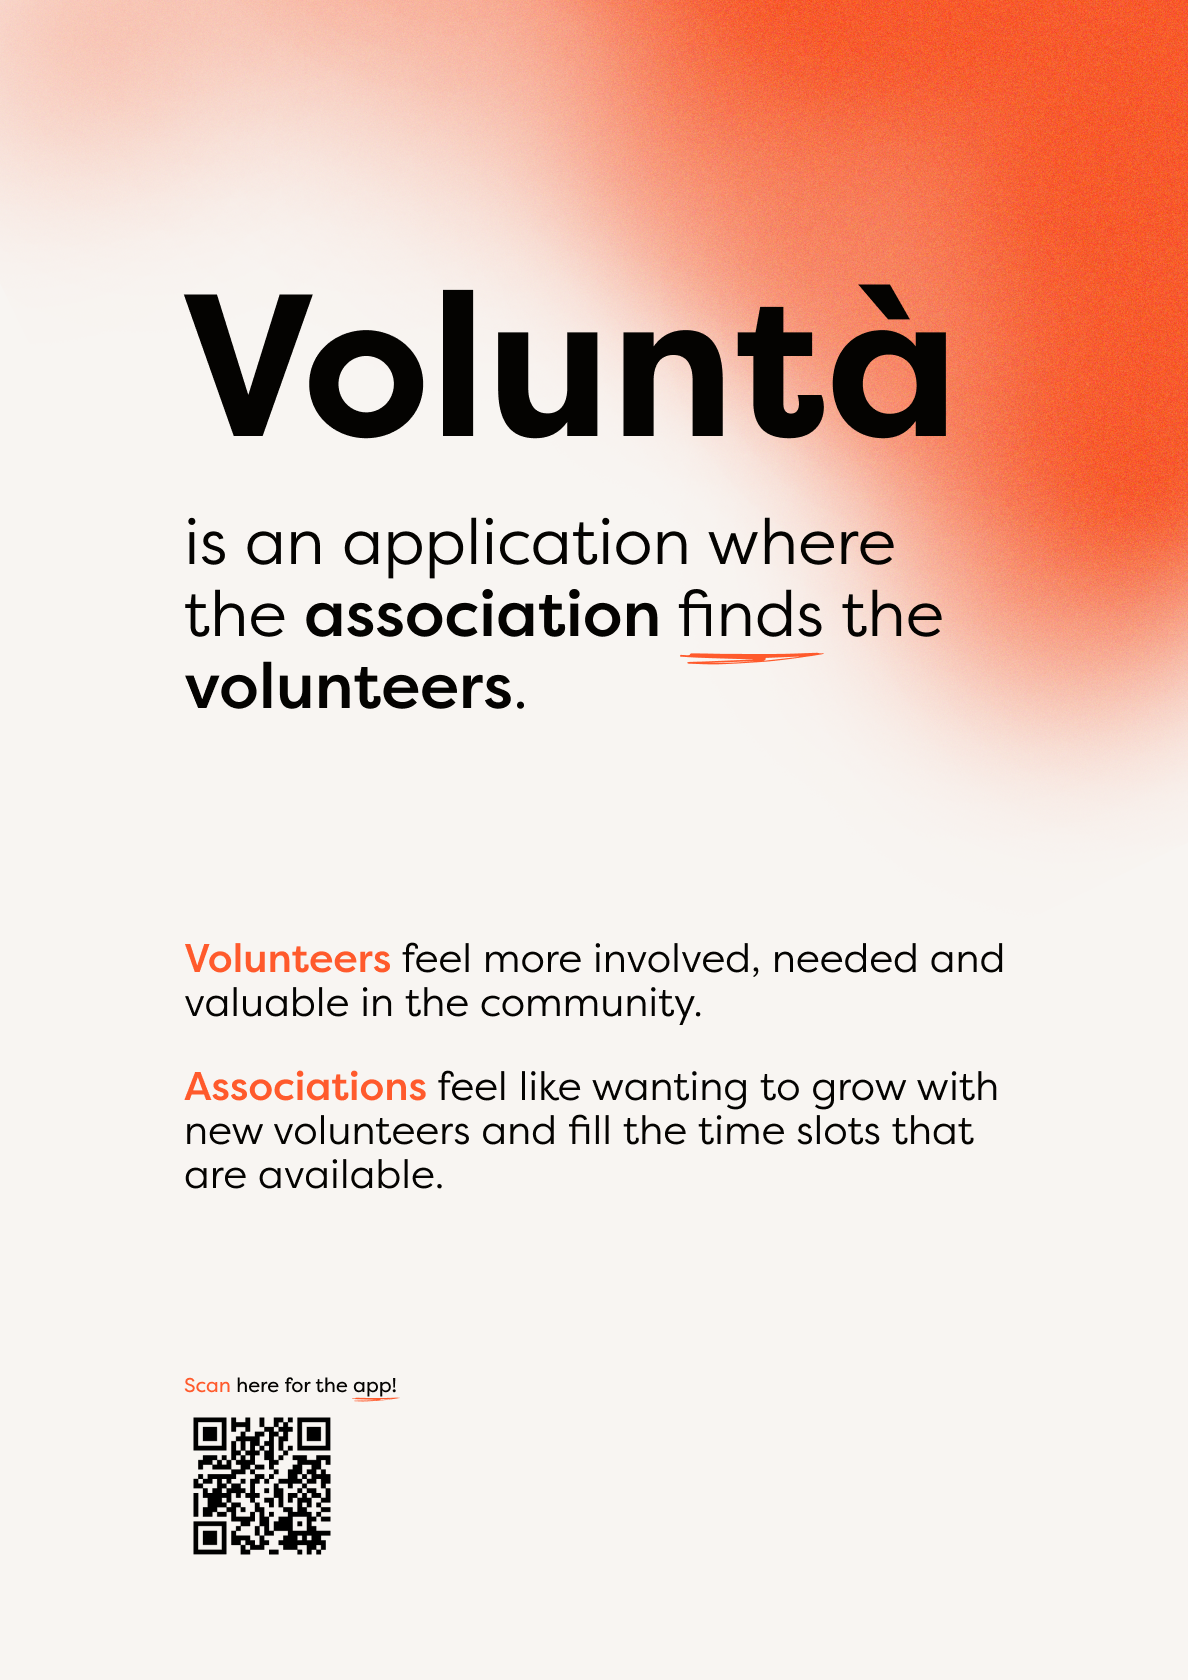 Voluntà
is an application where
the association finds the
volunteers.
Volunteers feel more involved, needed and
valuable in the community.
Associations feel like wanting to grow with
new volunteers and fill the time slots that
are available.
Scan here for the app!